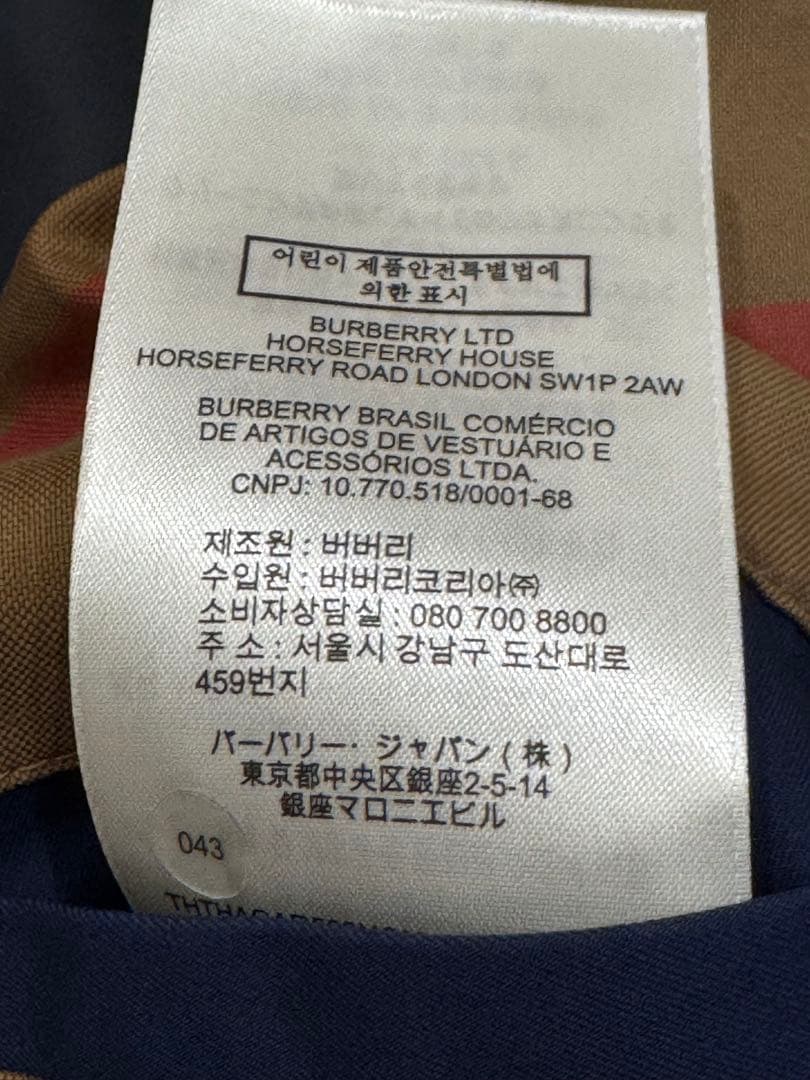 어린이 제품안전특별법에
의한 표시
BURBERRY LTD
HORSEFERRY HOUSE
HORSEFERRY ROAD LONDON SW1P 2AW
BURBERRY BRASIL COMÉRCIO
DE ARTIGOS DE VESTUÁRIO E
ACESSÓRIOS LTDA.
CNPJ: 10.770.518/0001-68
제조원 : 버버리
수입원 : 버버리코리아㈜
소비자상담실 : 080 700 8800
주 소 : 서울시 강남구 도산대로
459번지
バーバリー・ジャパン ( 株 )
東京都中央区銀座2-5-14
銀座マロニエビル
043